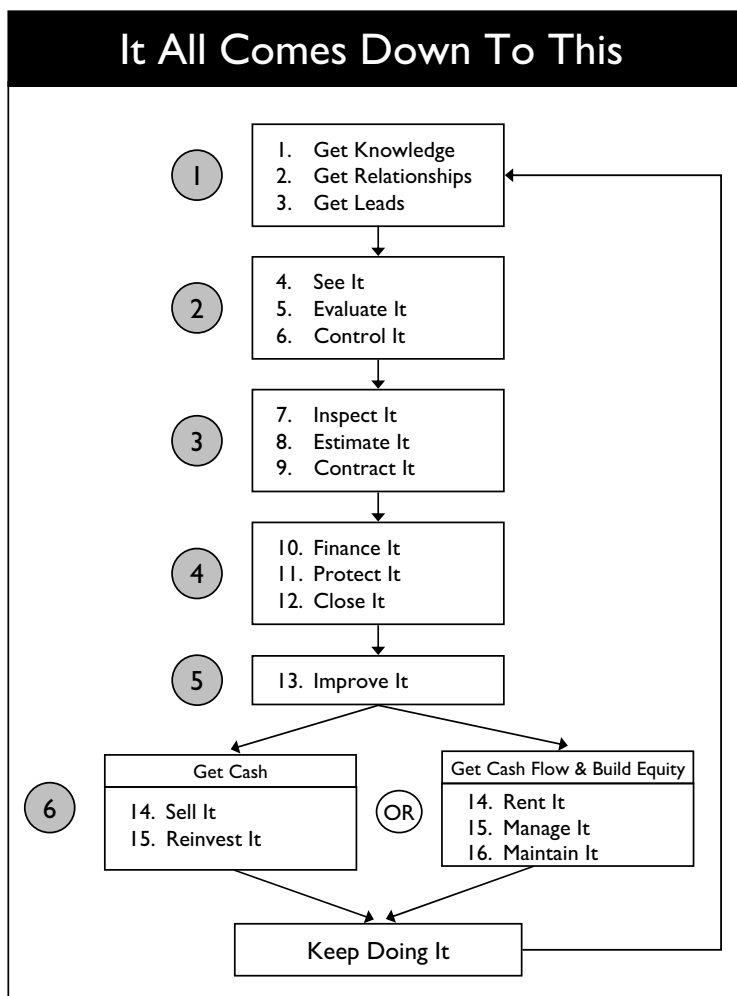 It All Comes Down To This
1
1. Get Knowledge
2. Get Relationships
3. Get Leads
2
4. See It
5. Evaluate It
6. Control It
3
7. Inspect It
8. Estimate It
9. Contract It
4
10. Finance It
11. Protect It
12. Close It
5
13. Improve It
6
Get Cash
14. Sell It
15. Reinvest It
OR
Get Cash Flow & Build Equity
14. Rent It
15. Manage It
16. Maintain It
Keep Doing It